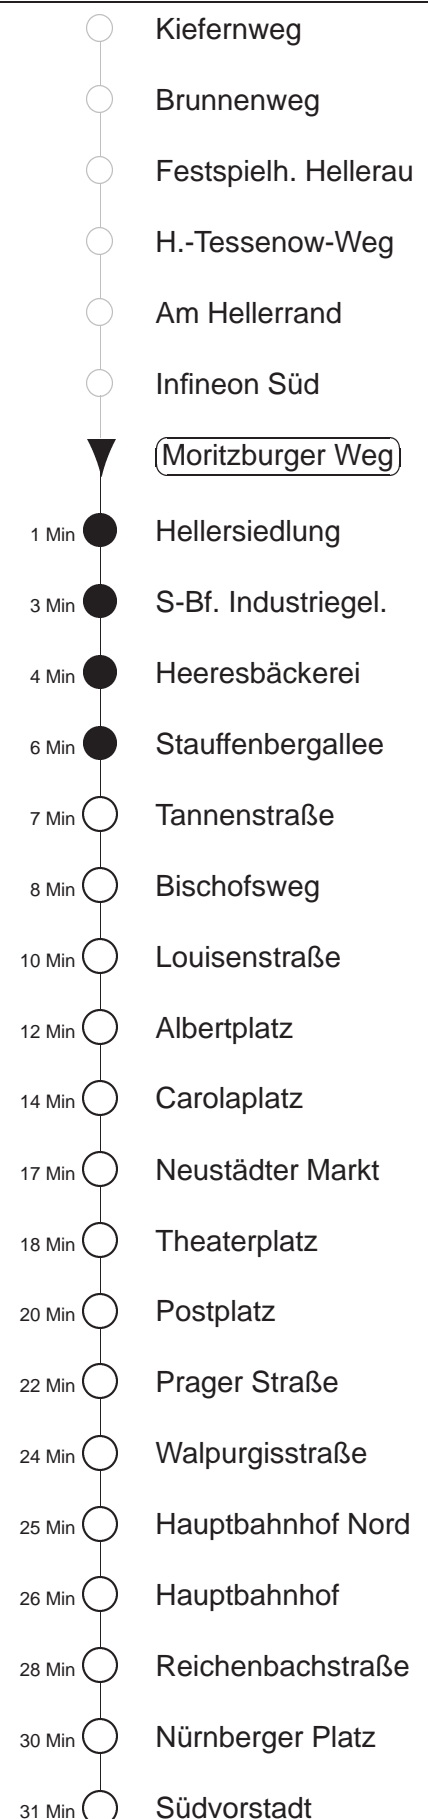 Kiefernweg
Brunnenweg
Festspielh. Hellerau
H.-Tessenow-Weg
Am Hellerrand
Infineon Süd
Moritzburger Weg
1 Min Hellersiedlung
3 Min S-Bf. Industriegel.
4 Min Heeresbäckerei
6 Min Stauffenbergallee
7 Min Tannenstraße
8 Min Bischofsweg
10 Min Louisenstraße
12 Min Albertplatz
14 Min Carolaplatz
17 Min Neustädter Markt
18 Min Theaterplatz
20 Min Postplatz
22 Min Prager Straße
24 Min Walpurgisstraße
25 Min Hauptbahnhof Nord
26 Min Hauptbahnhof
28 Min Reichenbachstraße
30 Min Nürnberger Platz
31 Min Südvorstadt